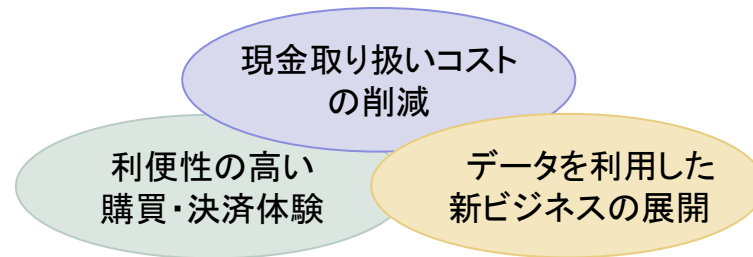 現金取り扱いコスト
の削減
利便性の高い
購買・決済体験
データを利用した
新ビジネスの展開